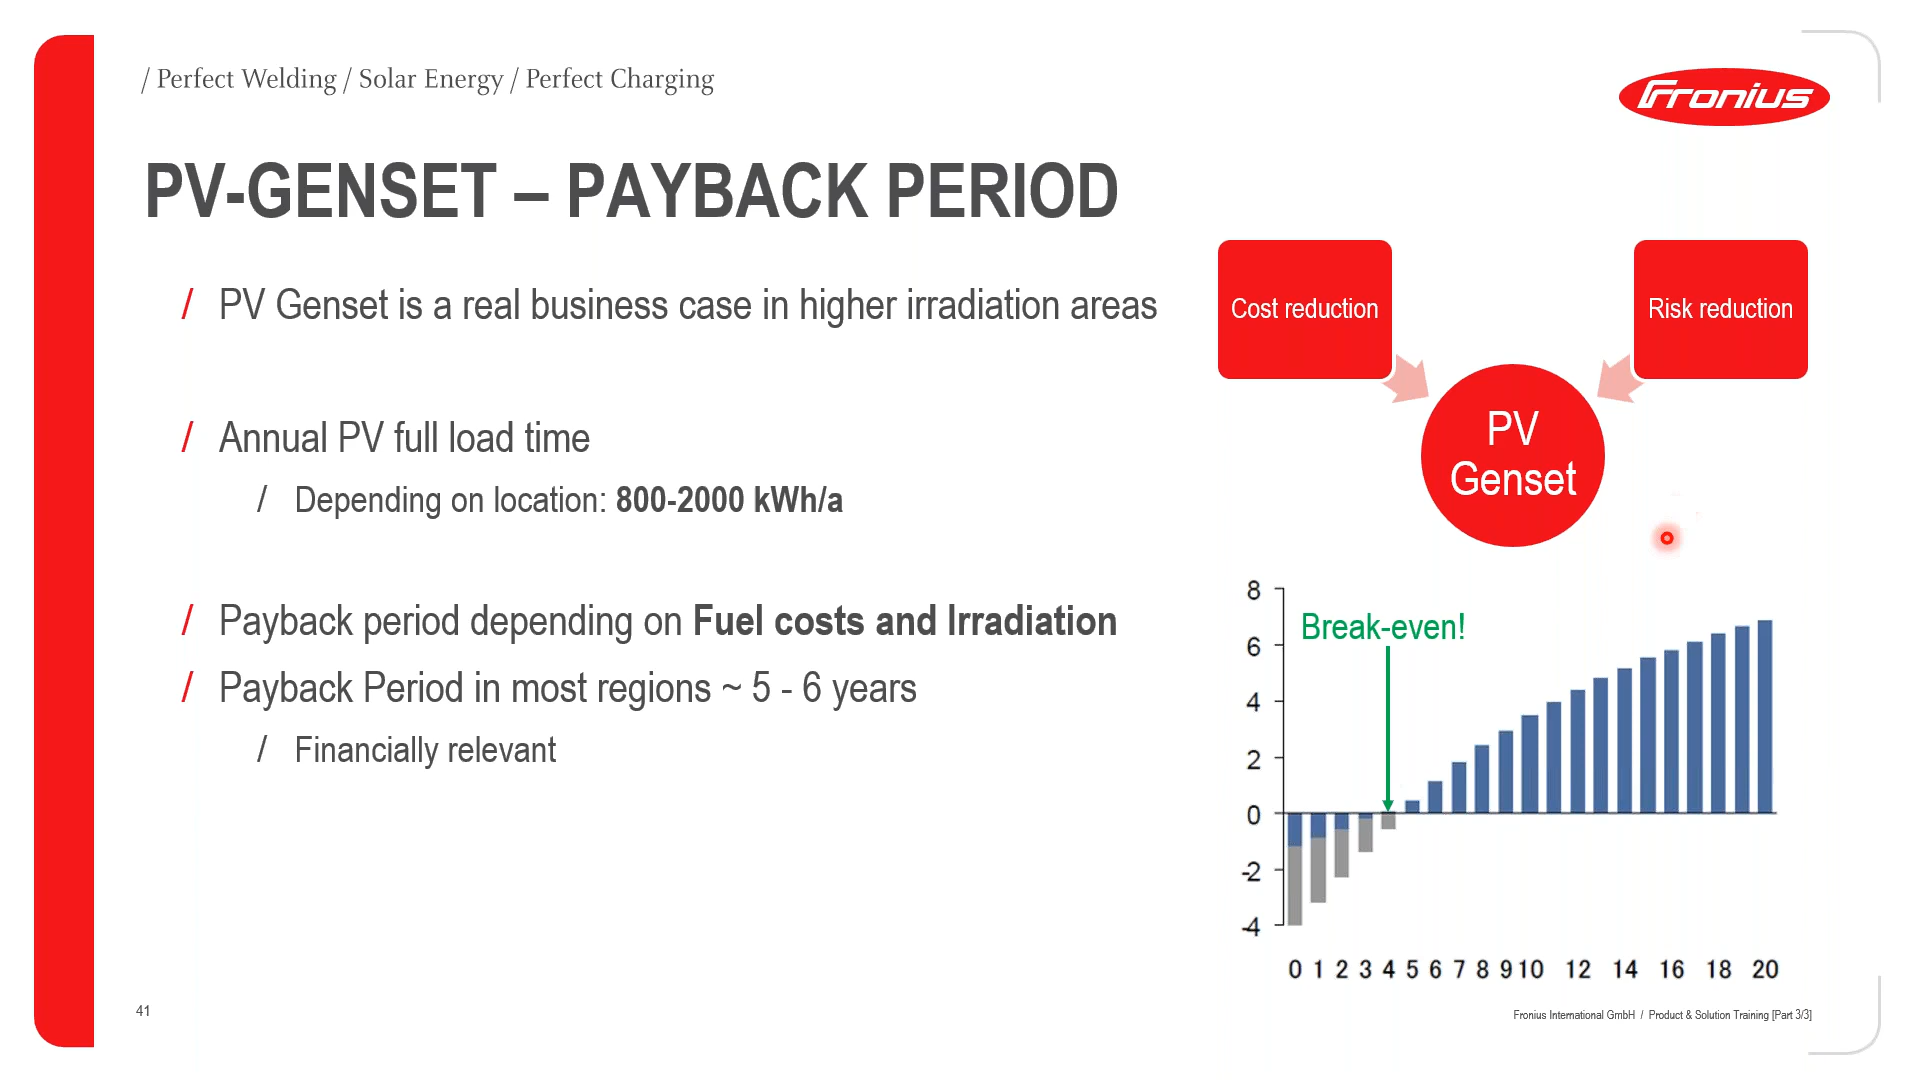 / Perfect Welding / Solar Energy / Perfect Charging
Fronius
PV-GENSET – PAYBACK PERIOD
/ PV Genset is a real business case in higher irradiation areas
/ Annual PV full load time
/ Depending on location: 800-2000 kWh/a
/ Payback period depending on Fuel costs and Irradiation
/ Payback Period in most regions ~ 5 - 6 years
/ Financially relevant
Cost reduction
Risk reduction
PV
Genset
Break-even!
8
6
4
2
0
-2
-4
0 1 2 3 4 5 6 7 8 9 10 12 14 16 18 20
41
Fronius International GmbH / Product & Solution Training [Part 3/3]